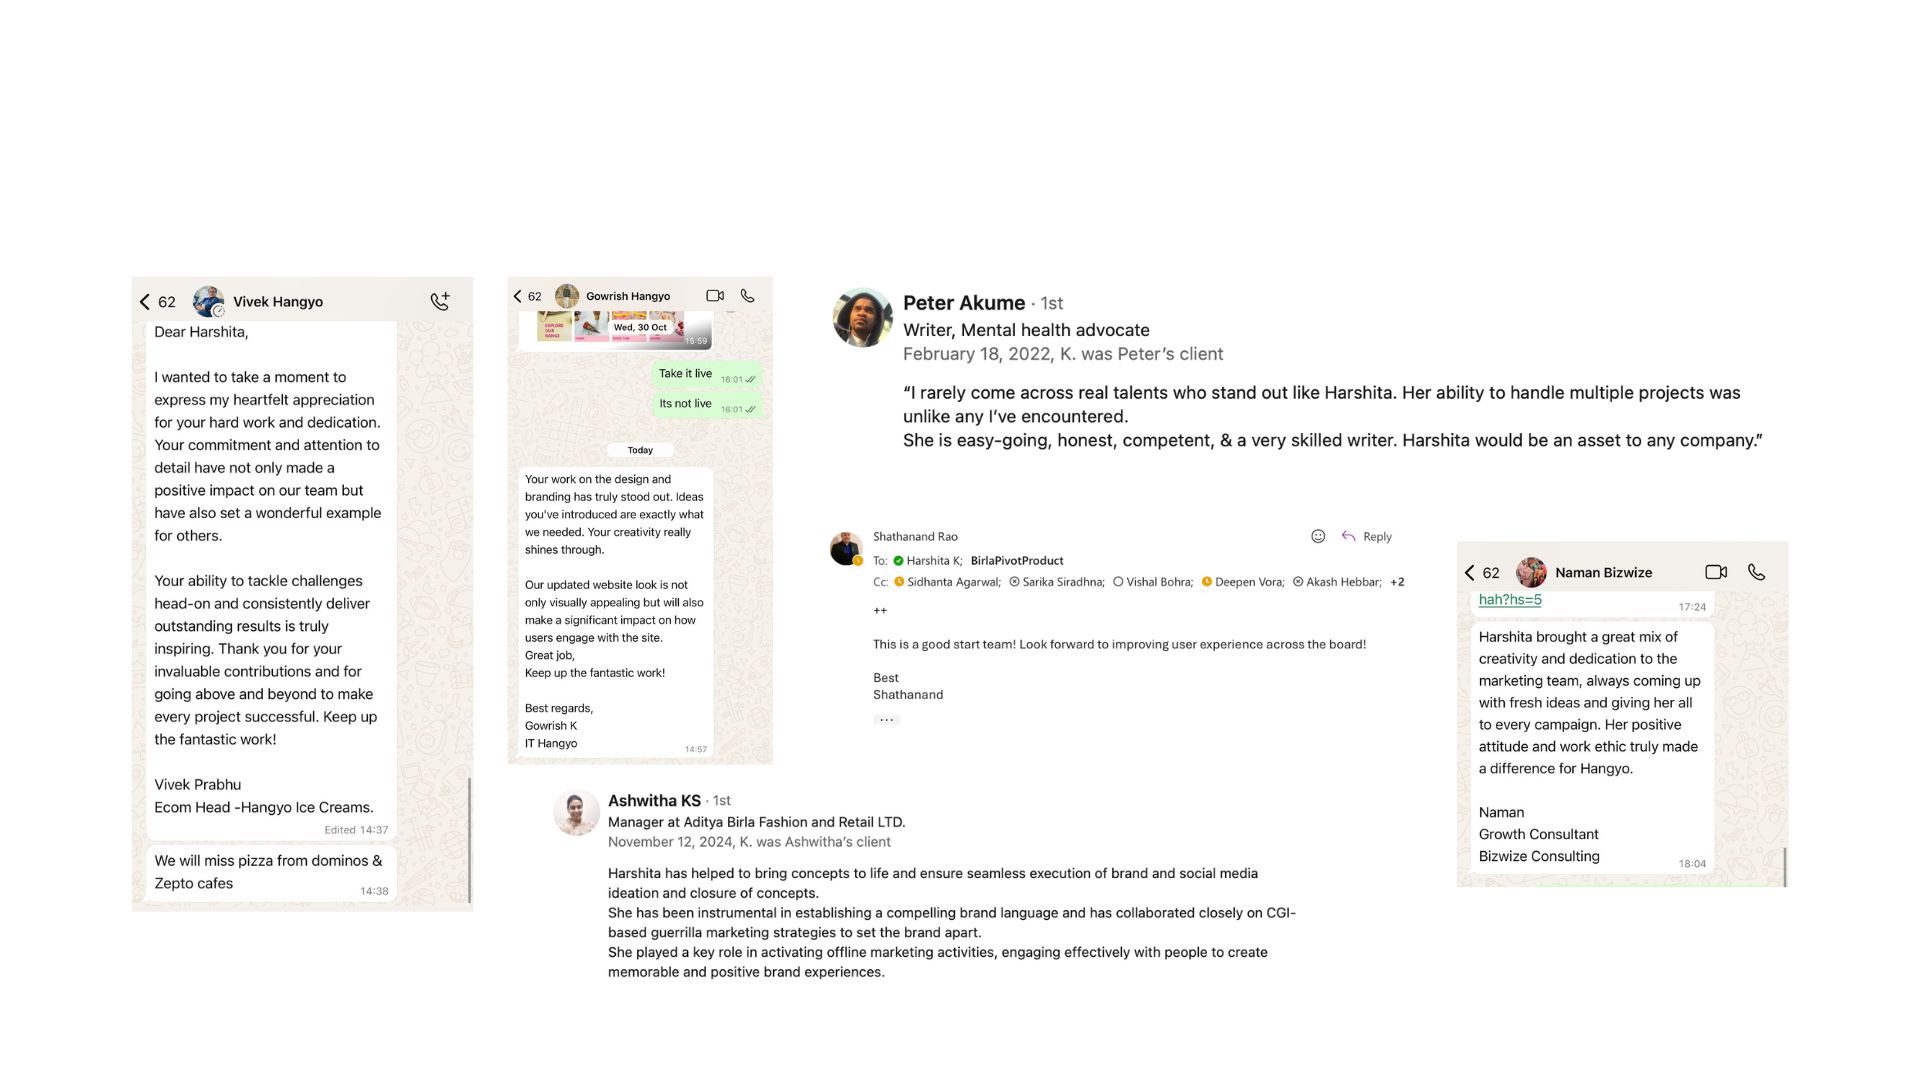 62
Vivek Hangyo
Dear Harshita,
I wanted to take a moment to
express my heartfelt appreciation
for your hard work and dedication.
Your commitment and attention to
detail have not only made a
positive impact on our team but
have also set a wonderful example
for others.
Your ability to tackle challenges
head-on and consistently deliver
outstanding results is truly
inspiring. Thank you for your
invaluable contributions and for
going above and beyond to make
every project successful. Keep up
the fantastic work!
Vivek Prabhu
Ecom Head -Hangyo Ice Creams.
Edited 14:37
We will miss pizza from dominos &
Zepto cafes
14:38
62
Gowrish Hangyo
EXPLORE
OUR
RANGE
Wed, 30 Oct
15:59
Take it live
16:01
Its not live
16:01
Today
Your work on the design and
branding has truly stood out. Ideas
you've introduced are exactly what
we needed. Your creativity really
shines through.
Our updated website look is not
only visually appealing but will also
make a significant impact on how
users engage with the site.
Great job,
Keep up the fantastic work!
Best regards,
Gowrish K
IT Hangyo
14:57
Peter Akume · 1st
Writer, Mental health advocate
February 18, 2022, K. was Peter’s client
“I rarely come across real talents who stand out like Harshita. Her ability to handle multiple projects was
unlike any I’ve encountered.
She is easy-going, honest, competent, & a very skilled writer. Harshita would be an asset to any company.”
Shathanand Rao
Reply
To: Harshita K; BirlaPivotProduct
Cc: Sidhanta Agarwal; Sarika Siradhna; Vishal Bohra; Deepen Vora; Akash Hebbar; +2
++
This is a good start team! Look forward to improving user experience across the board!
Best
Shathanand
...
62
Naman Bizwize
hah?hs=5
17:24
Harshita brought a great mix of
creativity and dedication to the
marketing team, always coming up
with fresh ideas and giving her all
to every campaign. Her positive
attitude and work ethic truly made
a difference for Hangyo.
Naman
Growth Consultant
Bizwize Consulting
18:04
Ashwitha KS · 1st
Manager at Aditya Birla Fashion and Retail LTD.
November 12, 2024, K. was Ashwitha’s client
Harshita has helped to bring concepts to life and ensure seamless execution of brand and social media
ideation and closure of concepts.
She has been instrumental in establishing a compelling brand language and has collaborated closely on CGI-
based guerrilla marketing strategies to set the brand apart.
She played a key role in activating offline marketing activities, engaging effectively with people to create
memorable and positive brand experiences.